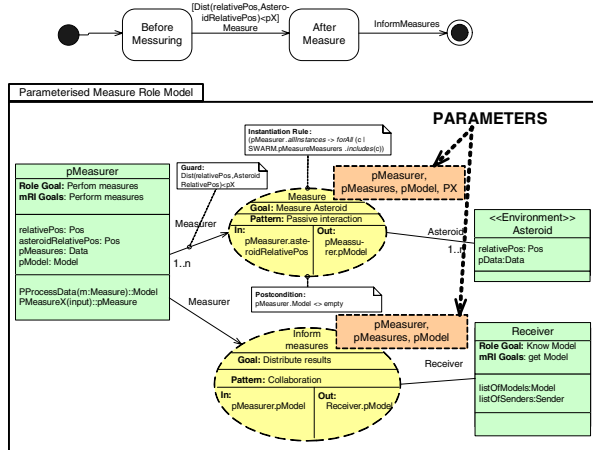 [Dist(relativePos,Astero-
idRelativePos)<pX]
Measure
InformMeasures
Before
Messuring
After
Measure
Parameterised Measure Role Model
PARAMETERS
Instantiation Rule:
(pMeasurer.allInstances -> forAll (c |
SWARM.pMeasureMeasurers .includes(c))
Guard:
Dist(relativePos,Asteroid
RelativePos)<pX
pMeasurer
Role Goal: Perfom measures
mRI Goals: Perform measures
relativePos: Pos
asteroidRelativePos: Pos
pMeasures: Data
pModel: Model
PProcessData(m:Measure)::Model
PMeasureX(input)::pMeasure
Measurer
1..n
pMeasurer,
pMeasures, pModel, PX
Measure
Goal: Measure Asteroid
Pattern: Passive interaction
In:
pMeasurer.aste-
roidRelativePos
Out:
pMeassu-
rer.pModel
Asteroid
1..n
<<Environment>>
Asteroid
relativePos: Pos
pData:Data
Postcondition:
pMeasurer.Model <> empty
Measurer
pMeasurer,
pMeasures, pModel
Inform
measures
Goal: Distribute results
Pattern: Collaboration
In:
pMeasurer.pModel
Out:
Receiver.pModel
Receiver
Receiver
Role Goal: Know Model
mRI Goals: get Model
listOfModels:Model
listOfSenders:Sender